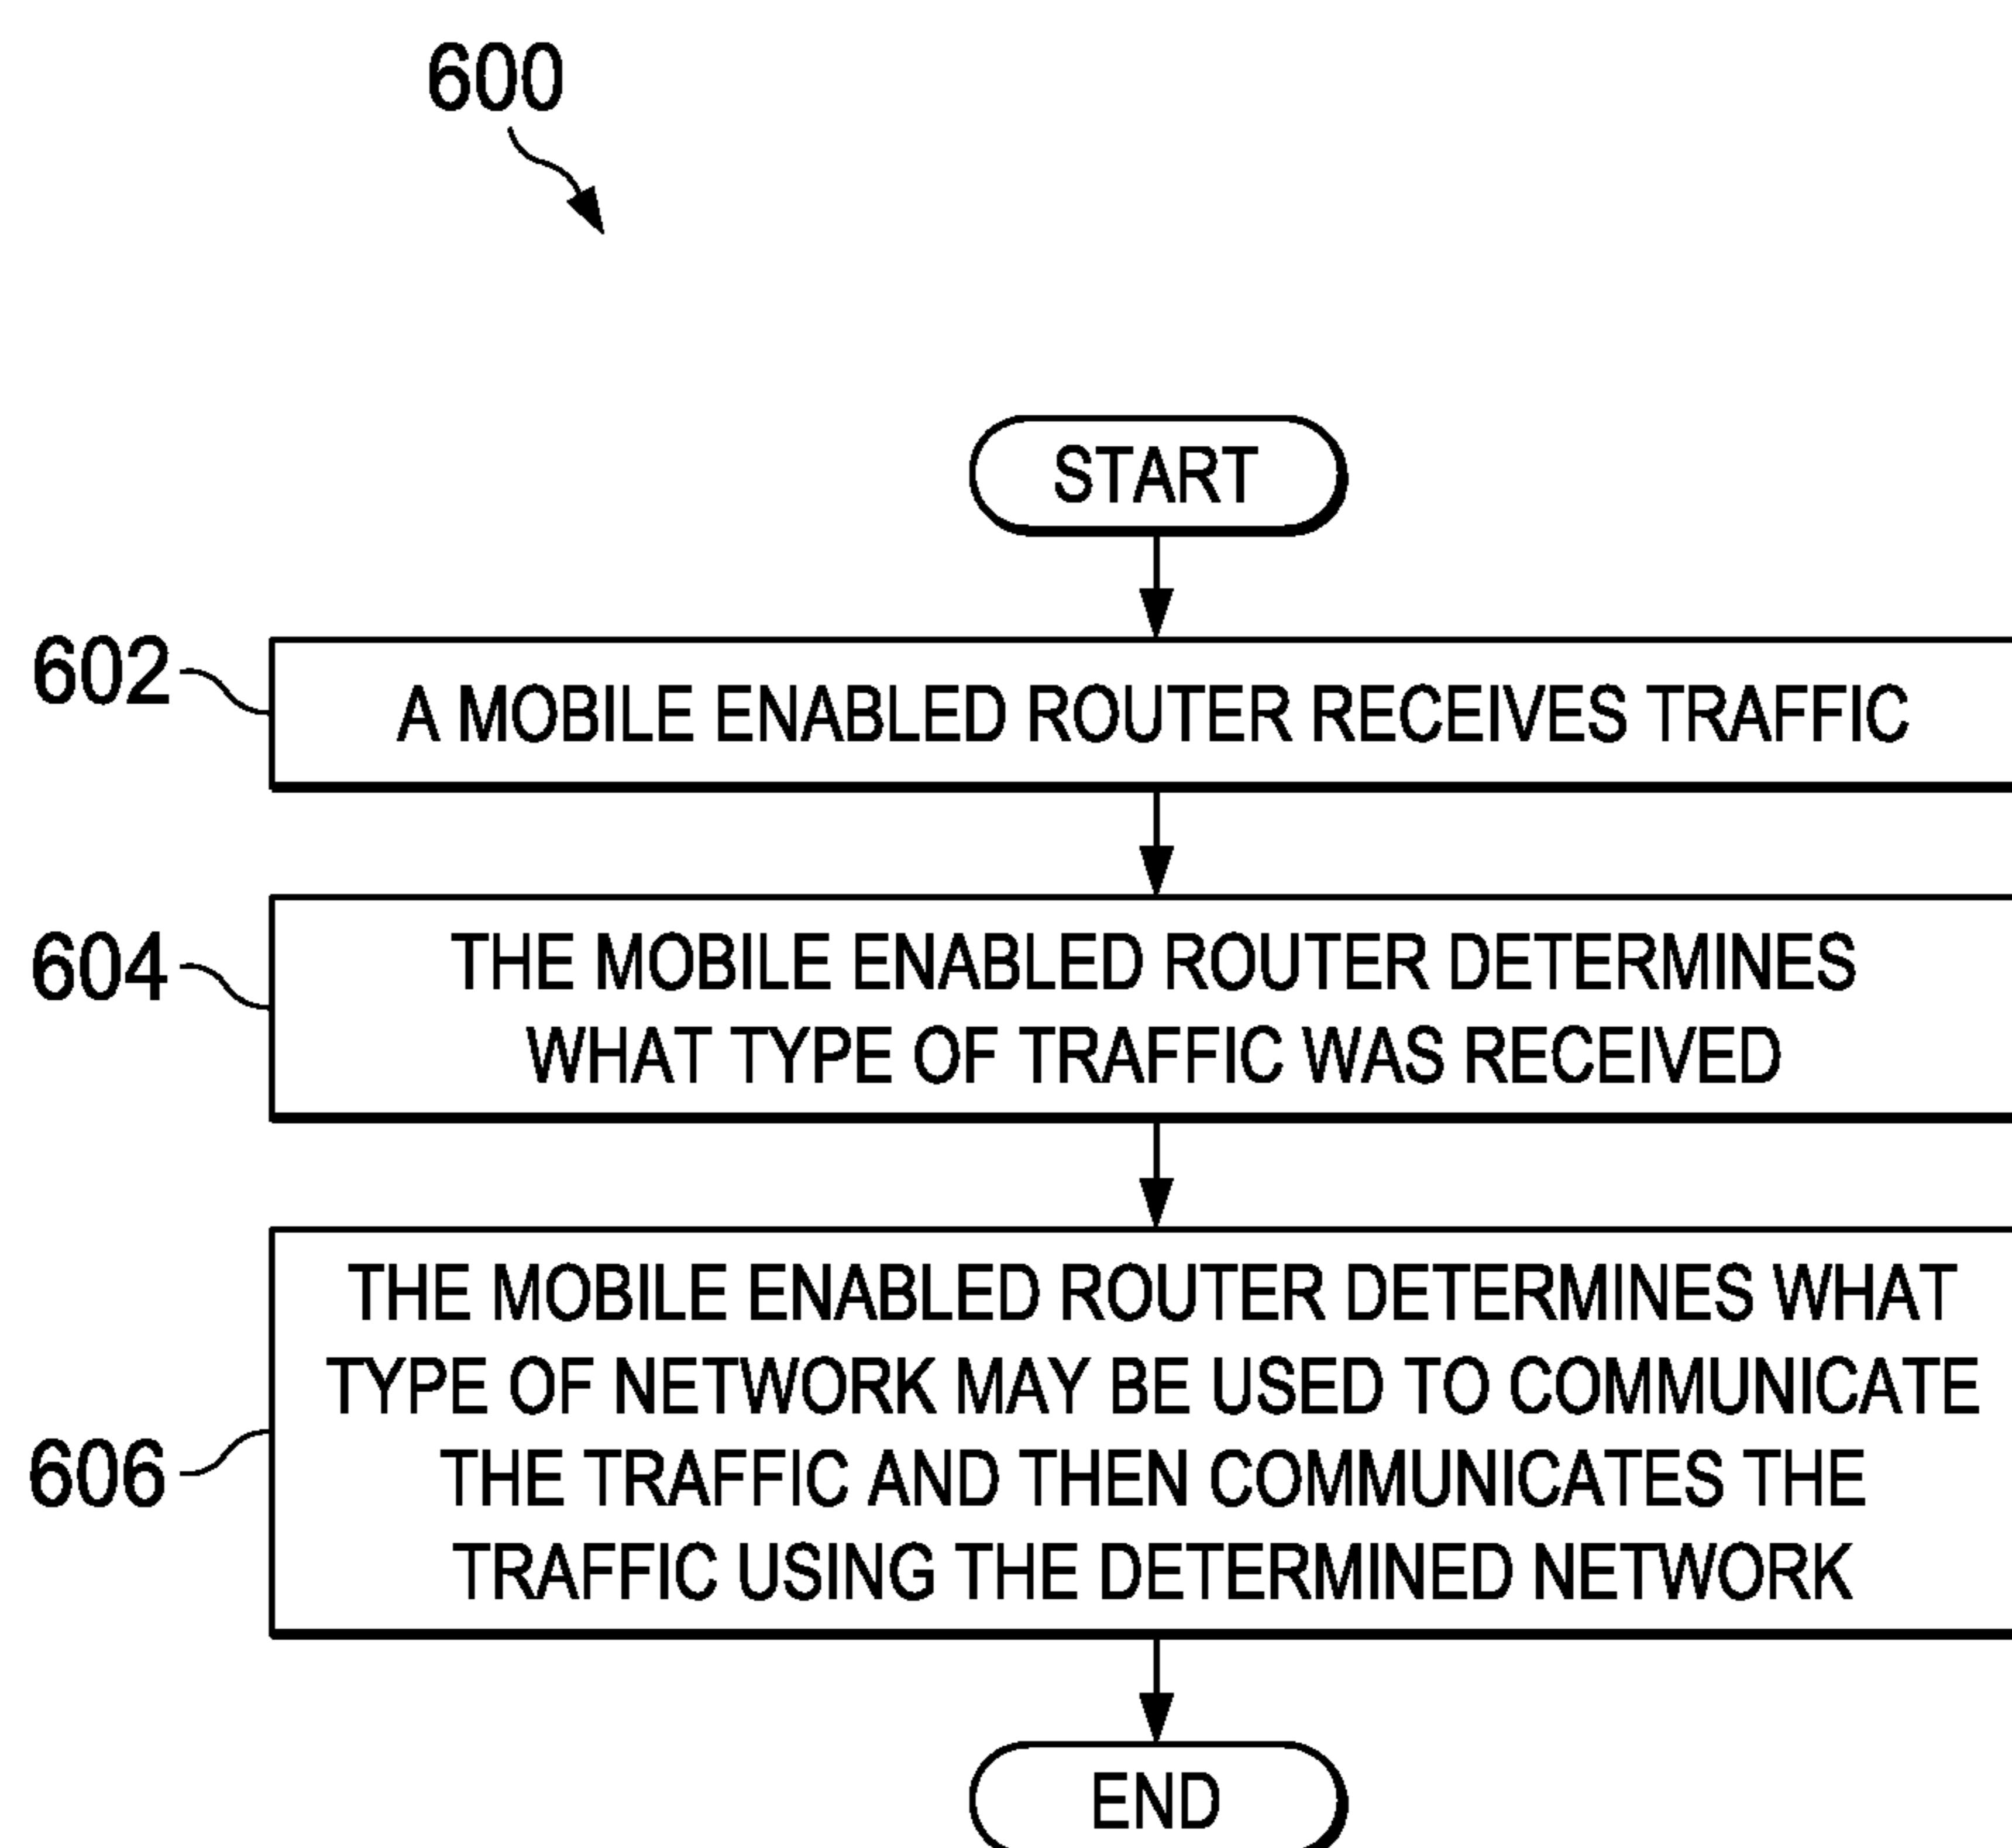 600
START
602
A MOBILE ENABLED ROUTER RECEIVES TRAFFIC
604
THE MOBILE ENABLED ROUTER DETERMINES
WHAT TYPE OF TRAFFIC WAS RECEIVED
606
THE MOBILE ENABLED ROUTER DETERMINES WHAT
TYPE OF NETWORK MAY BE USED TO COMMUNICATE
THE TRAFFIC AND THEN COMMUNICATES THE
TRAFFIC USING THE DETERMINED NETWORK
END